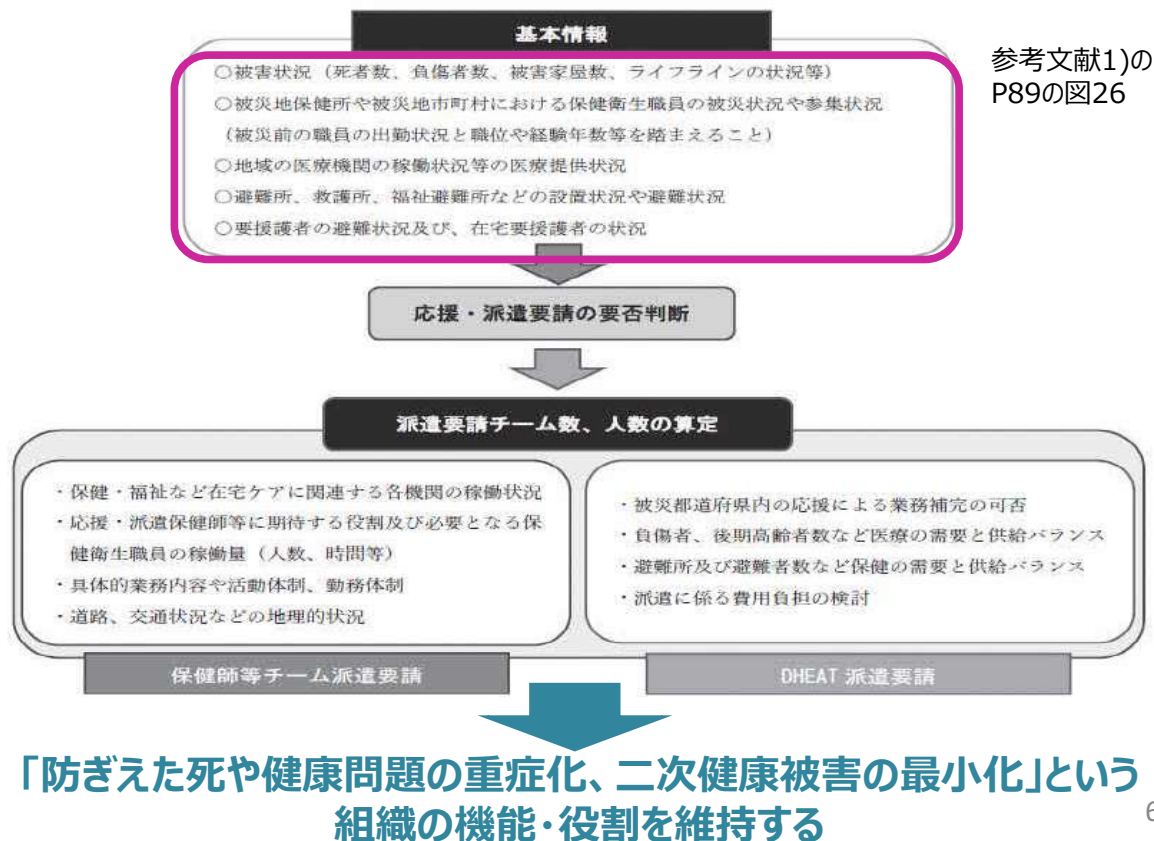 基本情報
参考文献1)の
P89の図26
○被害状況（死者数、負傷者数、被害家屋数、ライフラインの状況等）
○被災地保健所や被災地市町村における保健衛生職員の被災状況や参集状況
（被災前の職員の出勤状況と職位や経験年数等を踏まえること）
○地域の医療機関の稼働状況等の医療提供状況
○避難所、救護所、福祉避難所などの設置状況や避難状況
○要援護者の避難状況及び、在宅要援護者の状況
応援・派遣要請の要否判断
派遣要請チーム数、人数の算定
・保健・福祉など在宅ケアに関連する各機関の稼働状況
・応援・派遣保健師等に期待する役割及び必要となる保
健衛生職員の稼働量（人数、時間等）
・具体的業務内容や活動体制、勤務体制
・道路、交通状況などの地理的状況
・被災都道府県内の応援による業務補完の可否
・負傷者、後期高齢者数など医療の需要と供給バランス
・避難所及び避難者数など保健の需要と供給バランス
・派遣に係る費用負担の検討
保健師等チーム派遣要請
DHEAT 派遣要請
「防ぎえた死や健康問題の重症化、二次健康被害の最小化」という
組織の機能・役割を維持する
6